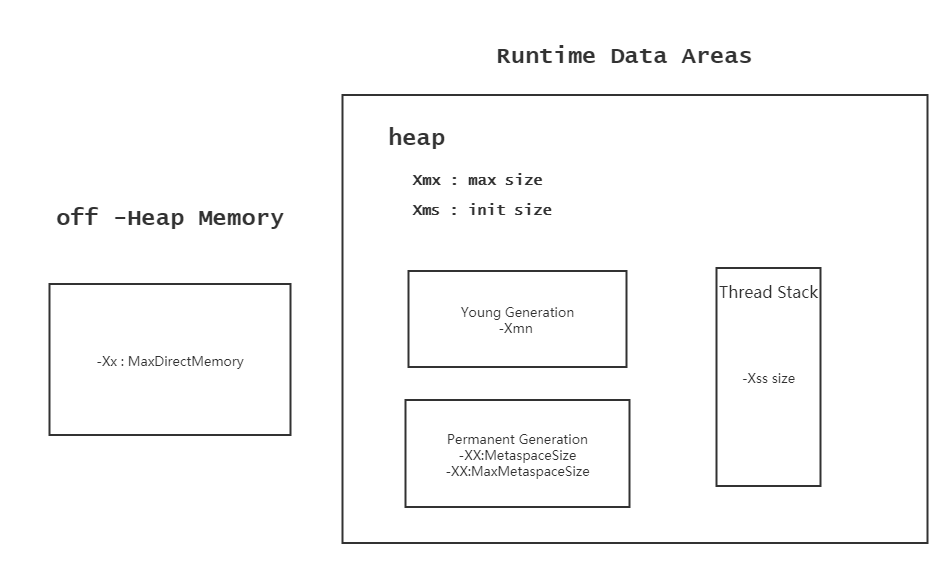 Runtime Data Areas
heap
Xmx : max size
Xms : init size
off -Heap Memory
-Xx : MaxDirectMemory
Young Generation
-Xmn
Permanent Generation
-XX:MetaspaceSize
-XX:MaxMetaspaceSize
Thread Stack
-Xss size